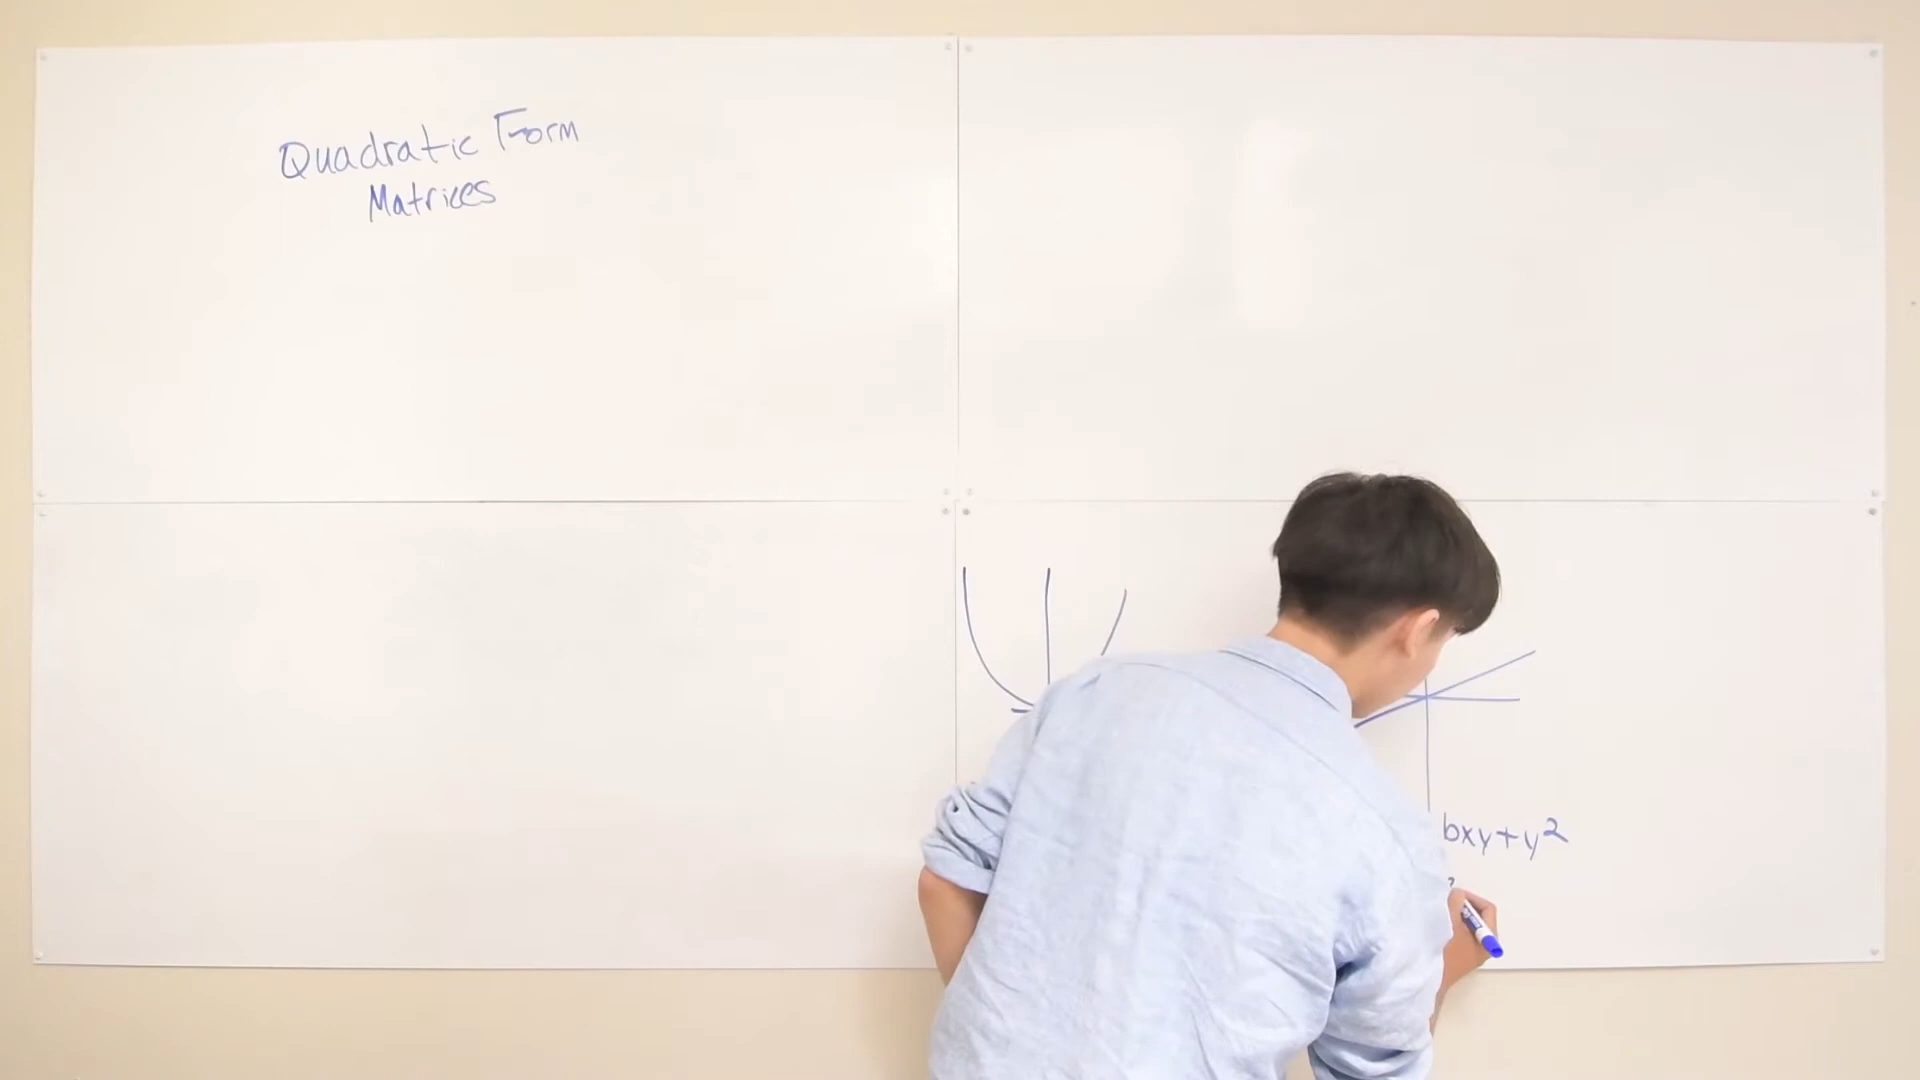 Quadratic Form
Matrices
bxy+y²